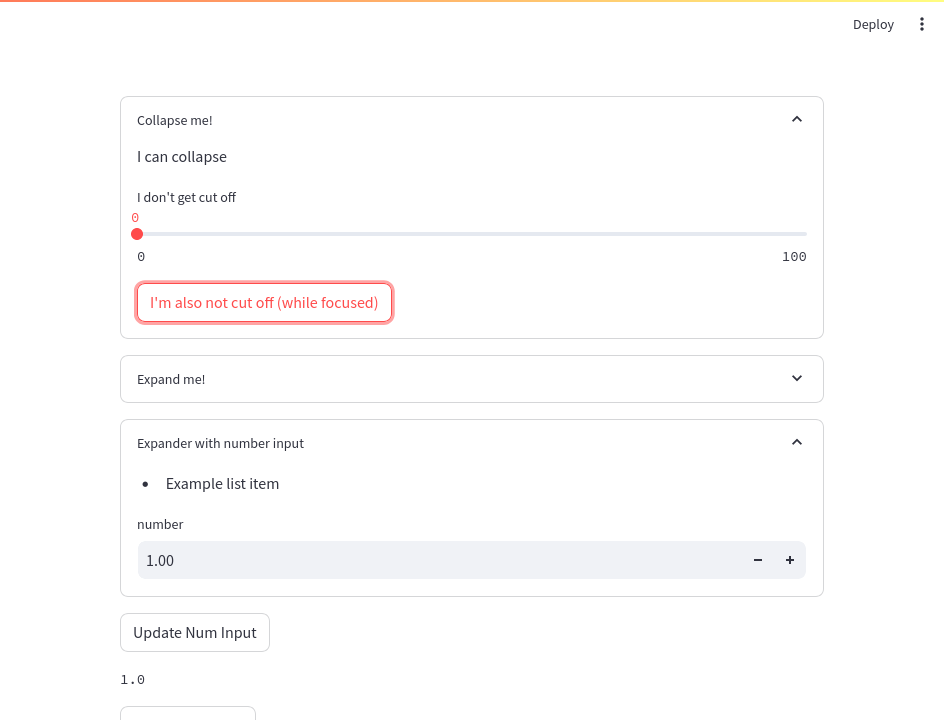 Deploy
Collapse me!
I can collapse
I don't get cut off
0
0 100
I'm also not cut off (while focused)
Expand me!
Expander with number input
• Example list item
number
1.00
Update Num Input
1.0